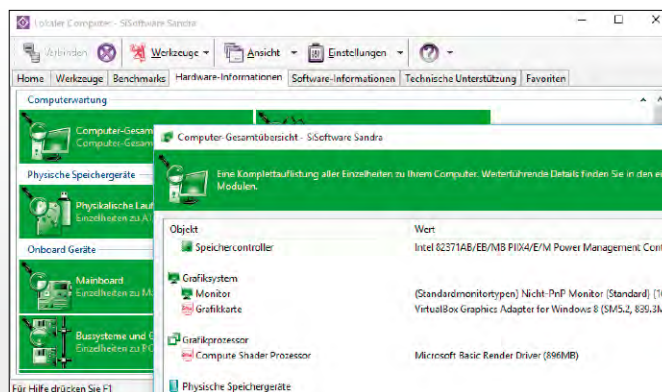 Lokaler Computer - SiSoftware Sandra
Verbinden Werkzeuge Ansicht Einstellungen
Home Werkzeuge Benchmarks Hardware-Informationen Software-Informationen Technische Unterstützung Favoriten
Computerwartung
Computer-Gesam
Computer-Gesam
Physische Speichergeräte
Physikalische Lauf
Einzelheiten zu
Onboard Geräte
Mainboard
Einzelheiten zu M
Bussysteme und G
Einzelheiten zu PC
Für Hilfe drücken Sie F1
Computer-Gesamtübersicht - SiSoftware Sandra
Eine Komplettauflistung aller Einzelheiten zu Ihrem Computer. Weiterführende Details finden Sie in den ei
Modulen.
Objekt Wert
Speichercontroller Intel 82371AB/EB/MB PIIX4/E/M Power Management Cont
Grafiksystem
Monitor (Standardmonitortypen) Nicht-PnP Monitor (Standard)
Grafikkarte VirtualBox Graphics Adapter for Windows 8 (SM5.2, 839.3M
Grafikprozessor
Compute Shader Prozessor Microsoft Basic Render Driver (896MB)
Physische Speichergeräte